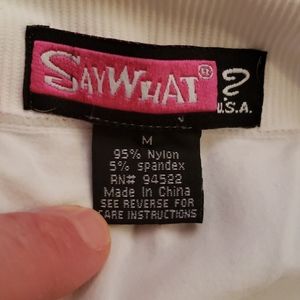 SAYWHAT® ?
U.S.A.
M
95% Nylon
5% spandex
RN# 94522
Made in China
SEE REVERSE FOR
CARE INSTRUCTIONS